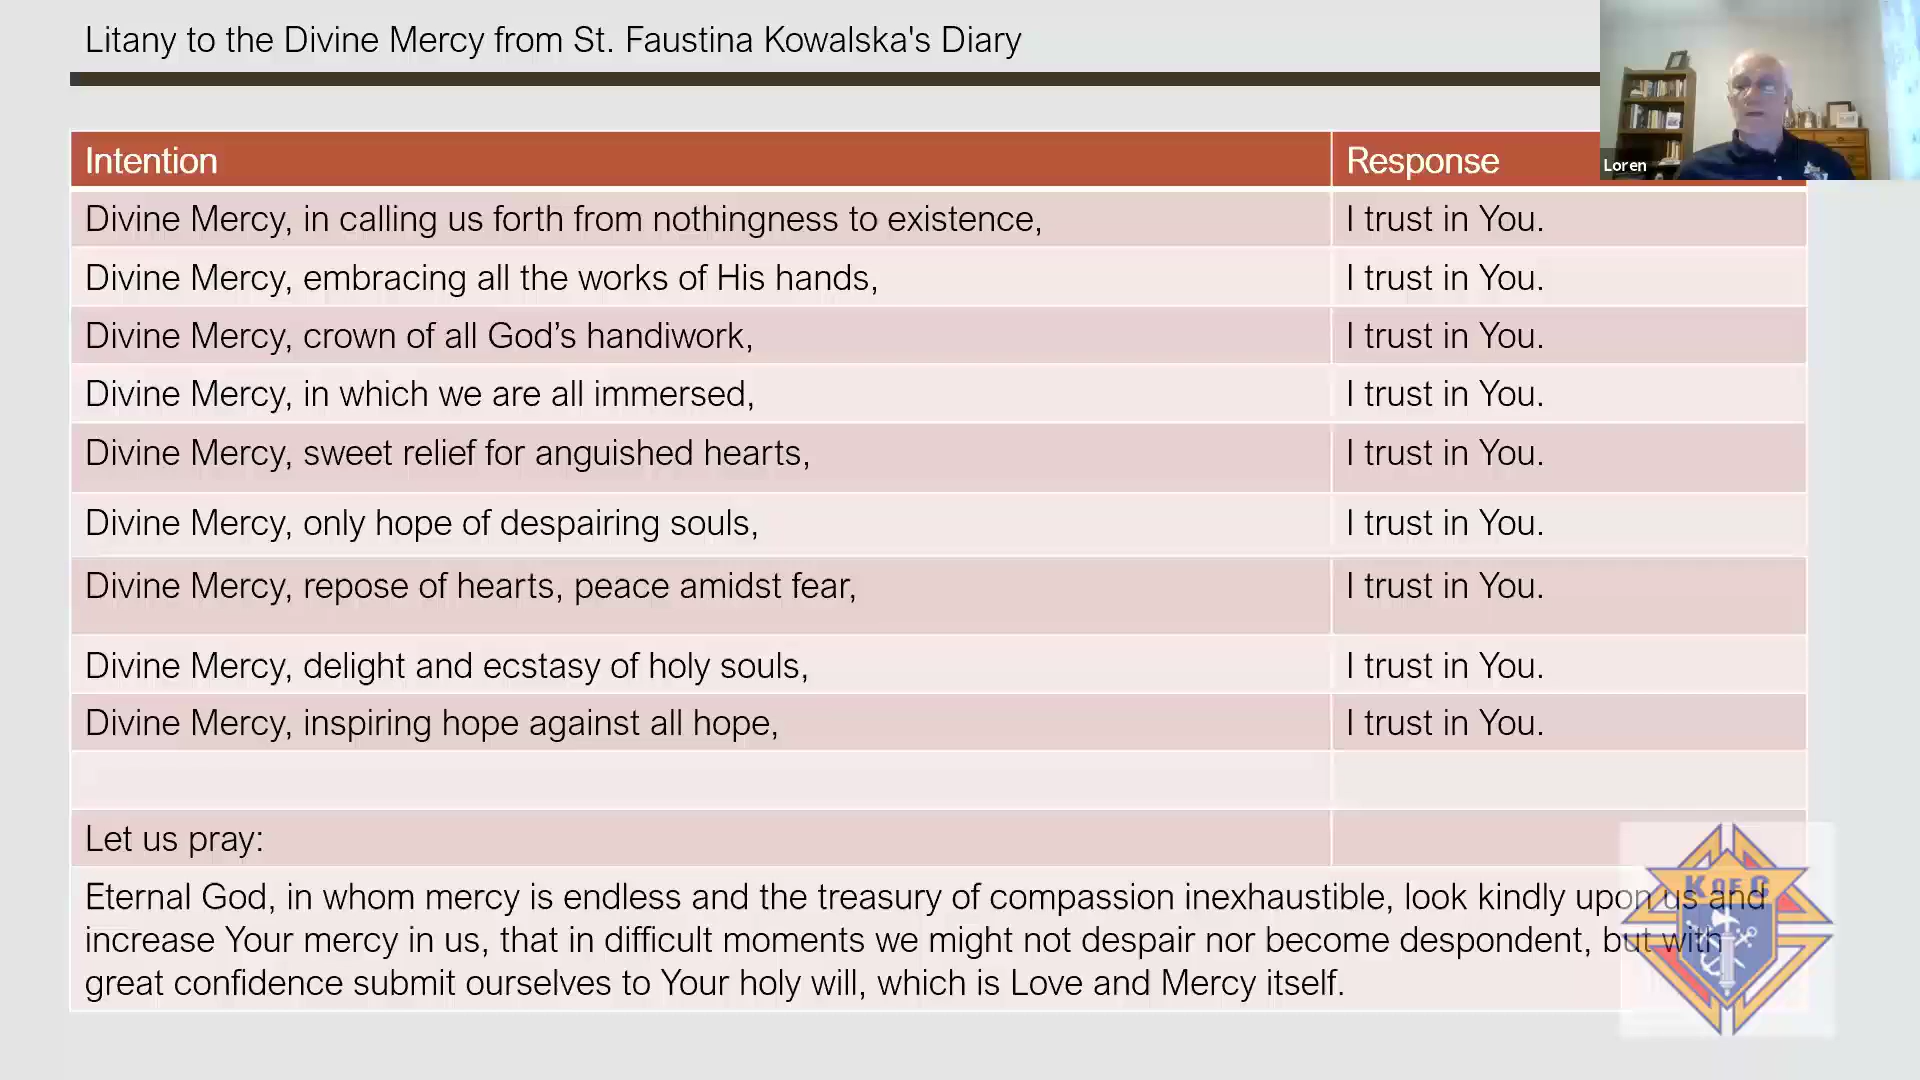 Litany to the Divine Mercy from St. Faustina Kowalska's Diary
Loren
Intention Response
Divine Mercy, in calling us forth from nothingness to existence, I trust in You.
Divine Mercy, embracing all the works of His hands, I trust in You.
Divine Mercy, crown of all God’s handiwork, I trust in You.
Divine Mercy, in which we are all immersed, I trust in You.
Divine Mercy, sweet relief for anguished hearts, I trust in You.
Divine Mercy, only hope of despairing souls, I trust in You.
Divine Mercy, repose of hearts, peace amidst fear, I trust in You.
Divine Mercy, delight and ecstasy of holy souls, I trust in You.
Divine Mercy, inspiring hope against all hope, I trust in You.
Let us pray:
Eternal God, in whom mercy is endless and the treasury of compassion inexhaustible, look kindly upon us and
increase Your mercy in us, that in difficult moments we might not despair nor become despondent, but with
great confidence submit ourselves to Your holy will, which is Love and Mercy itself.
K OF C